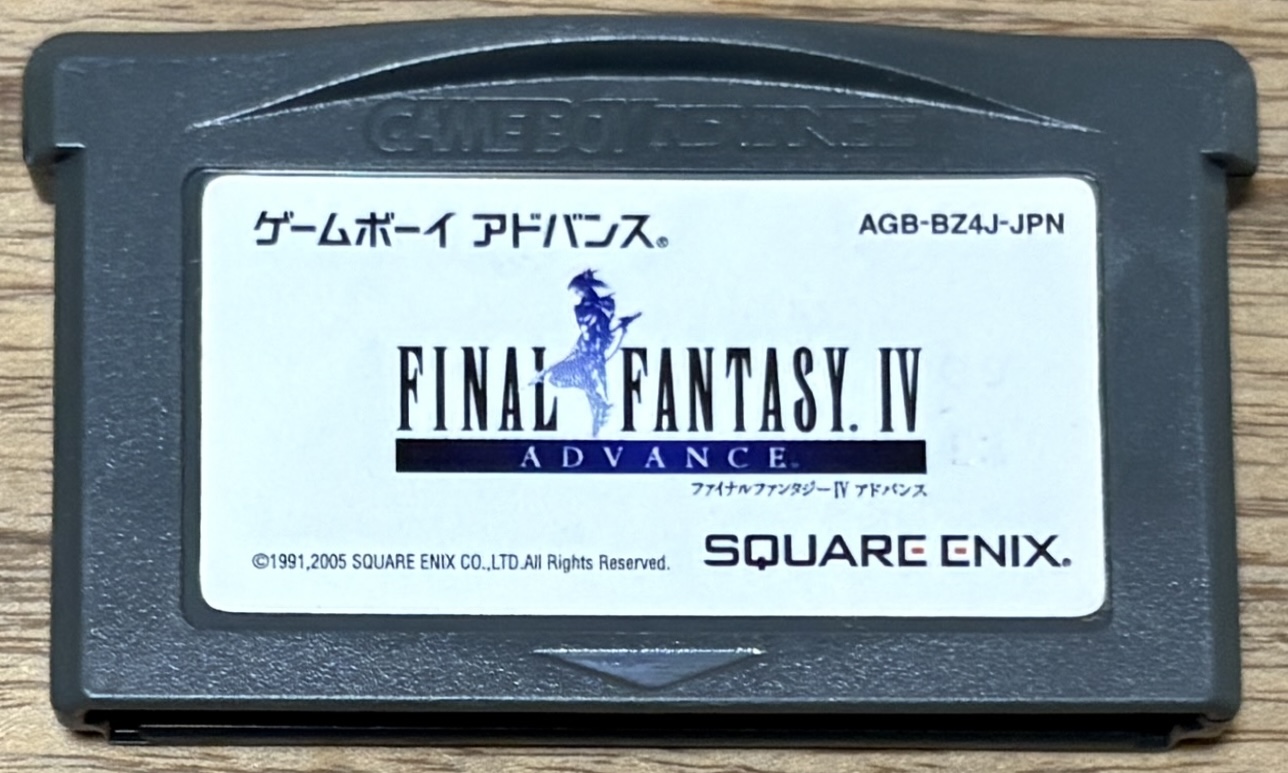 GAME BOY ADVANCE
ゲームボーイ アドバンス®
AGB-BZ4J-JPN
FINAL FANTASY® IV
ADVANCE®
ファイナルファンタジーIV アドバンス
©1991,2005 SQUARE ENIX CO.,LTD.All Rights Reserved.
SQUARE ENIX®